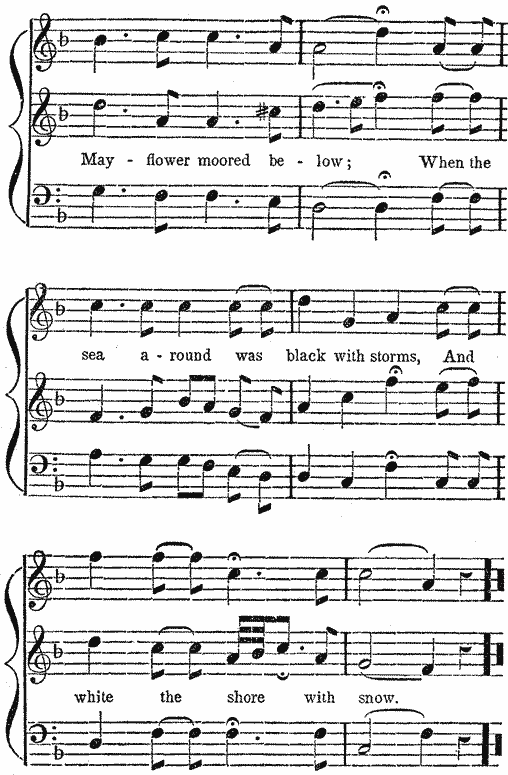 May - flower moored be - low; When the
sea a - round was black with storms, And
white the shore with snow.